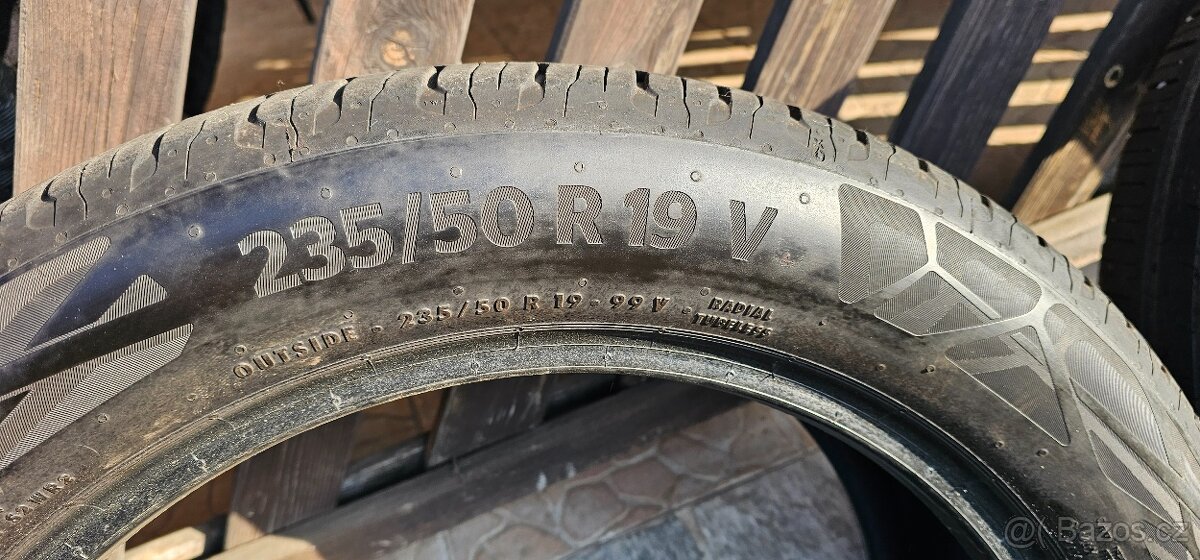 235/50 R 19 V
OUTSIDE - 235/50 R 19 - 99 V - RADIAL
TUBELESS
Bazos.cz